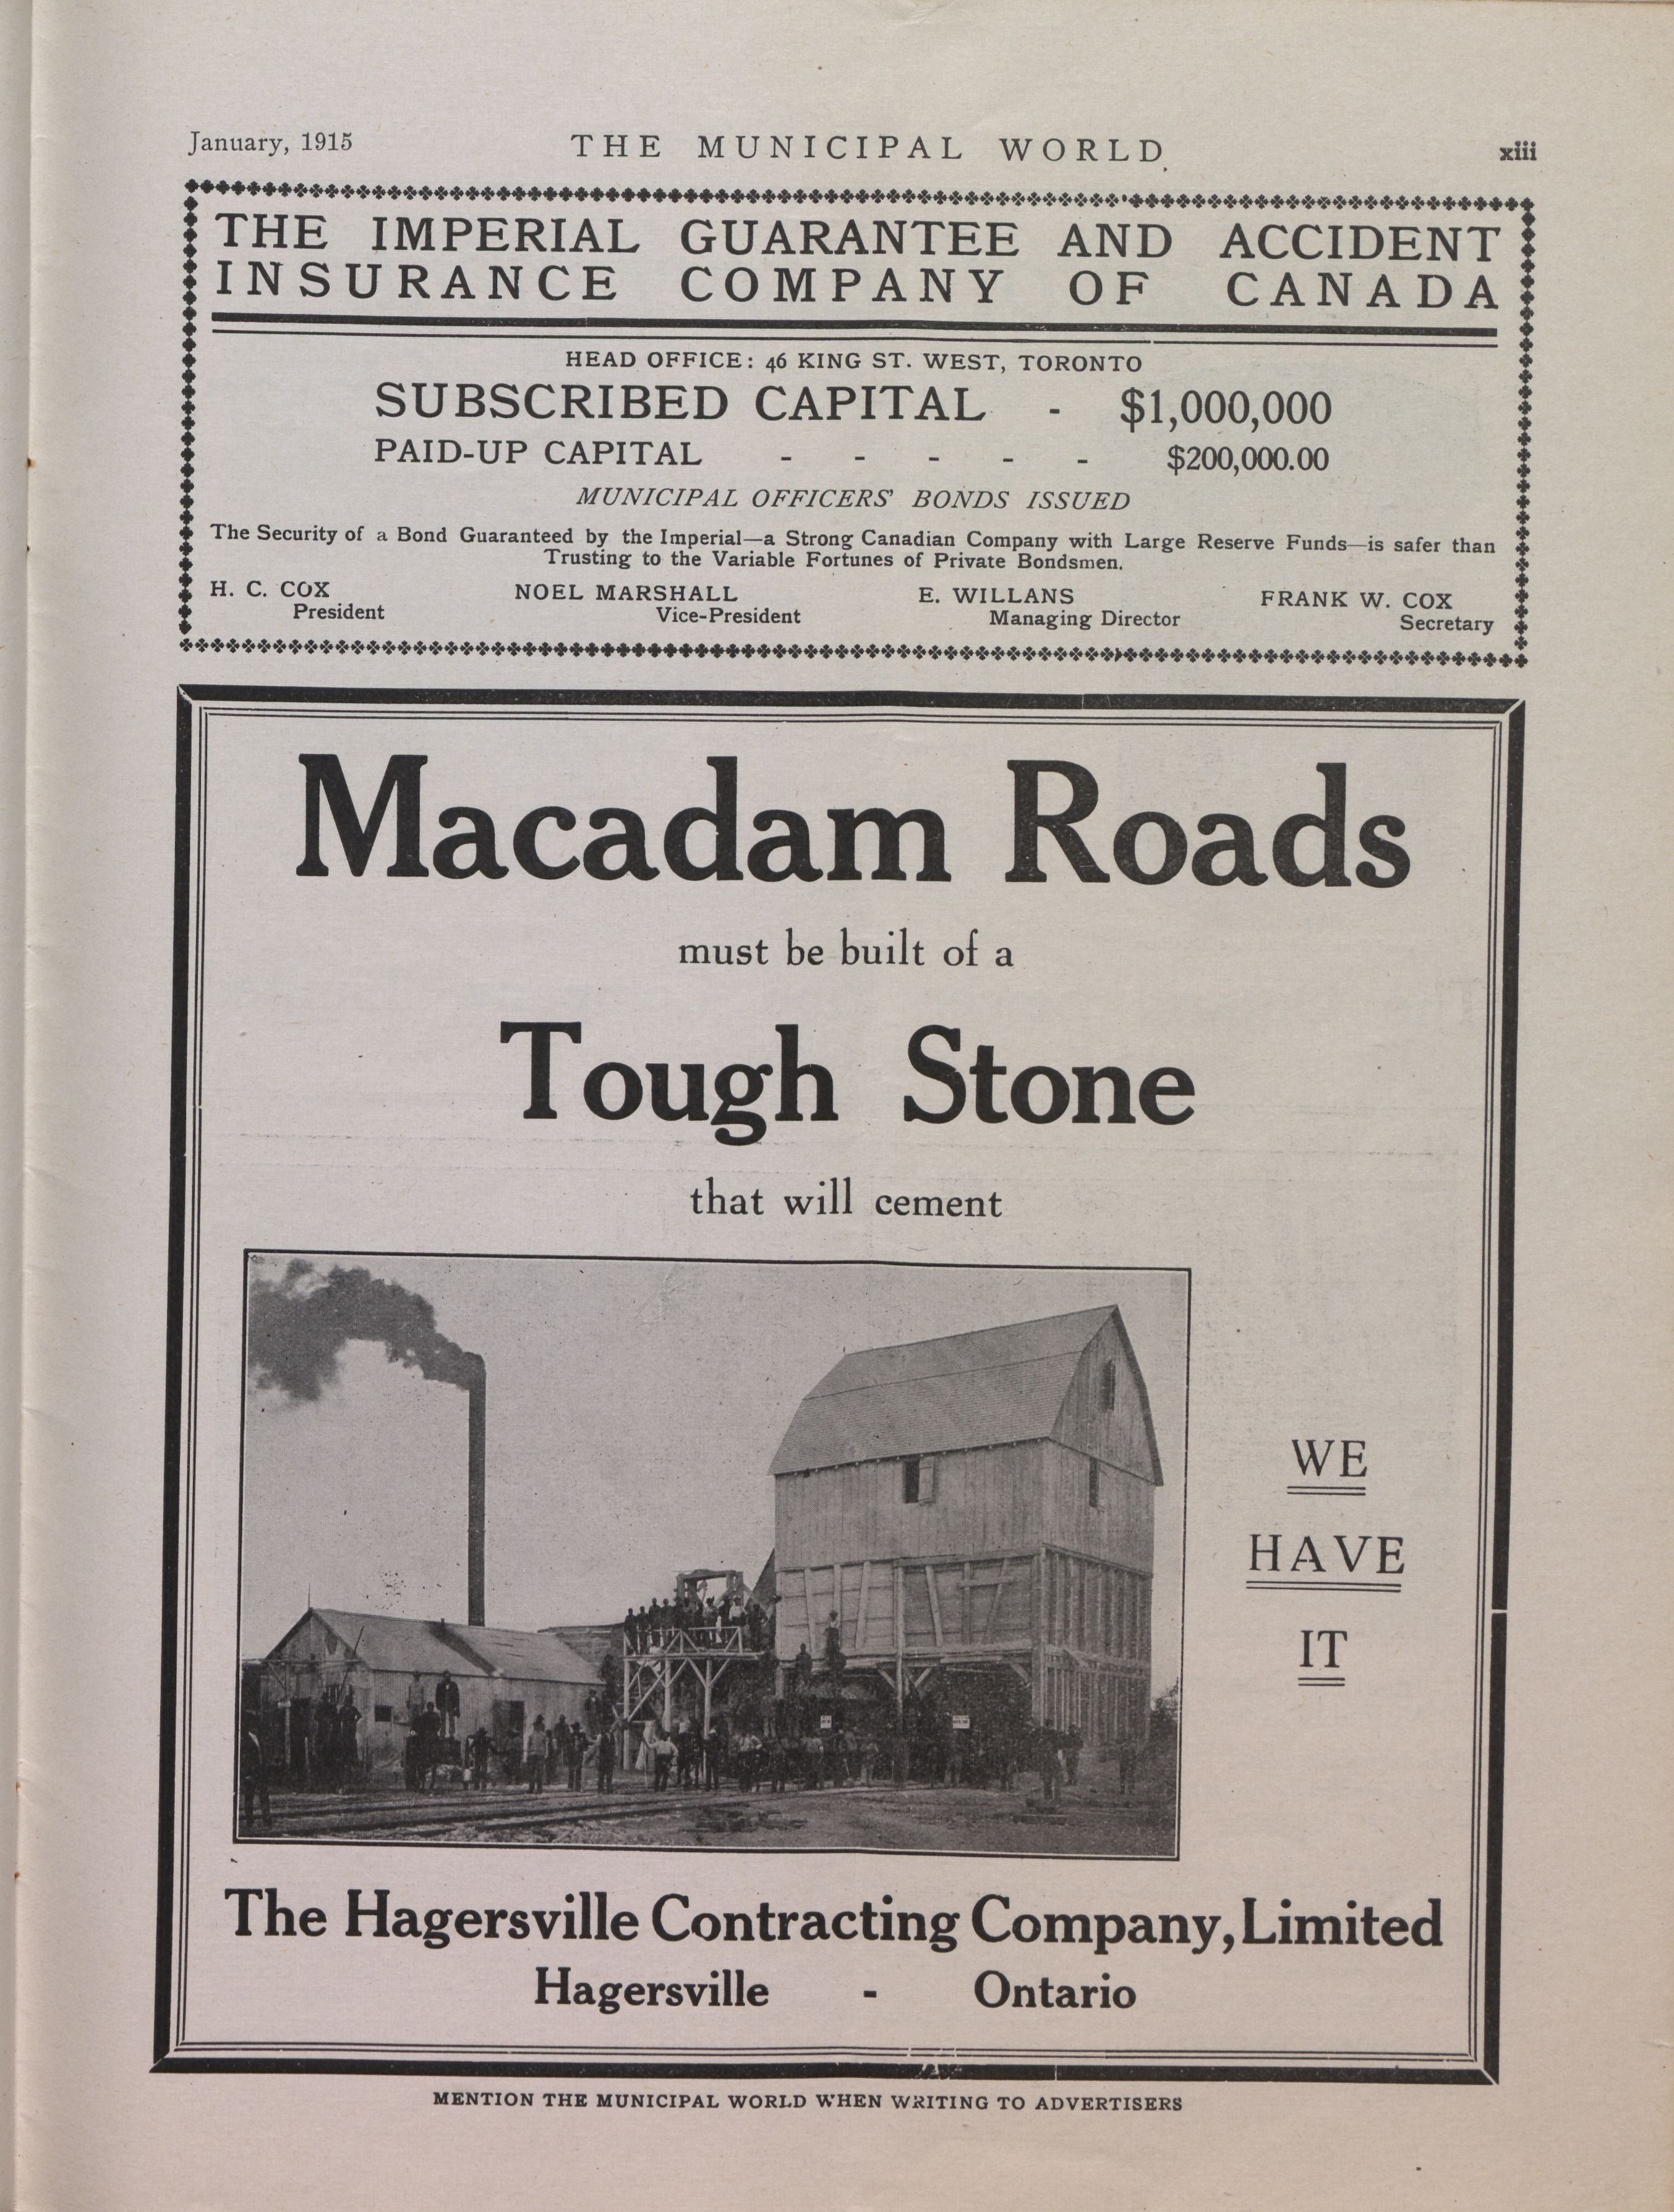 January, 1915 THE MUNICIPAL WORLD xiii
THE IMPERIAL GUARANTEE AND ACCIDENT
INSURANCE COMPANY OF CANADA
HEAD OFFICE: 46 KING ST. WEST, TORONTO
SUBSCRIBED CAPITAL - $1,000,000
PAID-UP CAPITAL - - - - - $200,000.00
MUNICIPAL OFFICERS' BONDS ISSUED
The Security of a Bond Guaranteed by the Imperial—a Strong Canadian Company with Large Reserve Funds—is safer than
Trusting to the Variable Fortunes of Private Bondsmen.
H. C. COX NOEL MARSHALL E. WILLANS FRANK W. COX
President Vice-President Managing Director Secretary
Macadam Roads
must be built of a
Tough Stone
that will cement
WE
HAVE
IT
The Hagersville Contracting Company, Limited
Hagersville - Ontario
MENTION THE MUNICIPAL WORLD WHEN WRITING TO ADVERTISERS